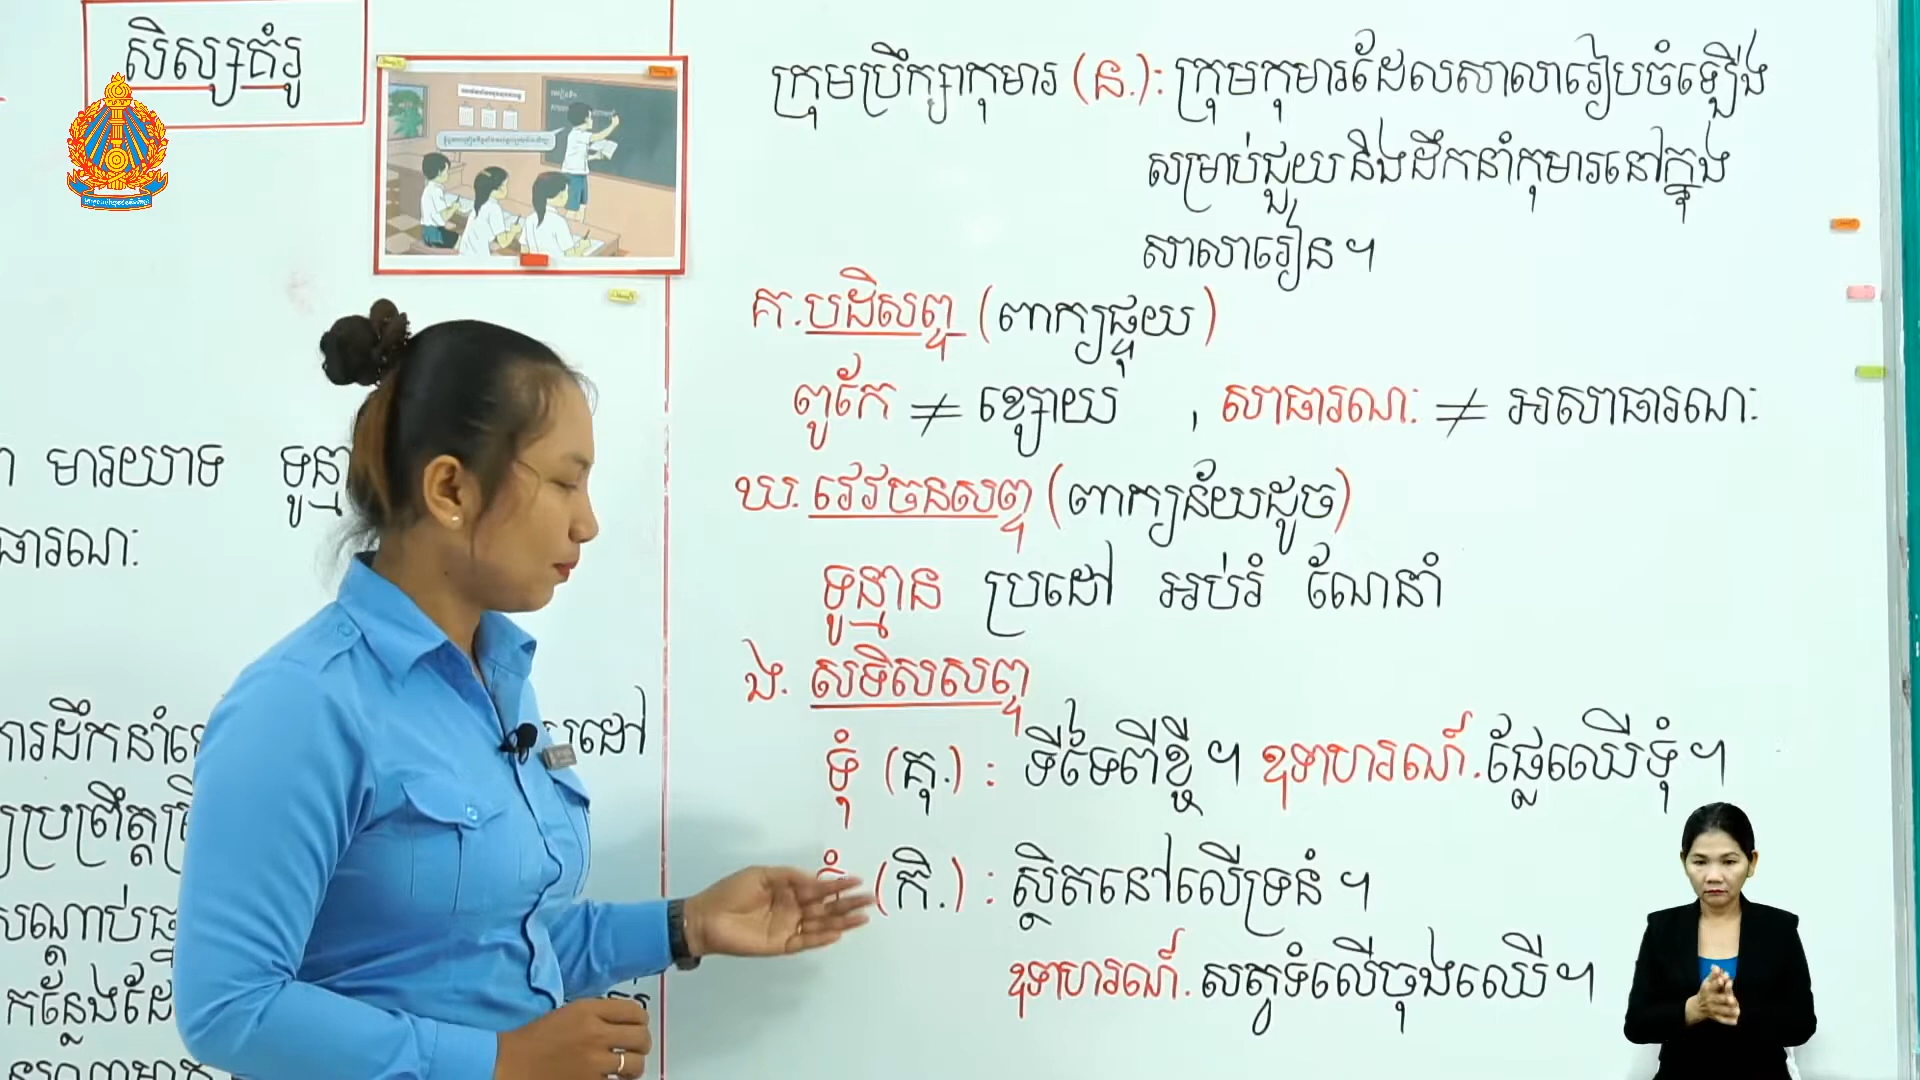 សិស្សគំរូ
មារយាទ
ធារណៈ
ការដឹកនាំ
ប្រដៅ
ប្រព្រឹត្ត
ស្តាប់
កន្លែងដែ
ក្រុមប្រឹក្សាកុមារ (ន.): ក្រុមកុមារដែលសាលារៀបចំឡើង
សម្រាប់ជួយ និងដឹកនាំកុមារនៅក្នុង
សាលារៀន។
គ. បដិសព្ទ (ពាក្យផ្ទុយ)
ពូកែ ≠ ខ្សោយ , សាធារណៈ ≠ អសាធារណៈ
ឃ. វេវចនសព្ទ (ពាក្យន័យដូច)
ទូន្មាន ប្រដៅ អប់រំ ណែនាំ
ង. សទិសសព្ទ
ទុំ (គុ.) : ទីទៃពីខ្ចី។ ឧទាហរណ៍. ផ្លែឈើទុំ។
(កិ.) : ស្ថិតនៅលើទ្រនំ។
ឧទាហរណ៍. សត្វទំលើចុងឈើ។